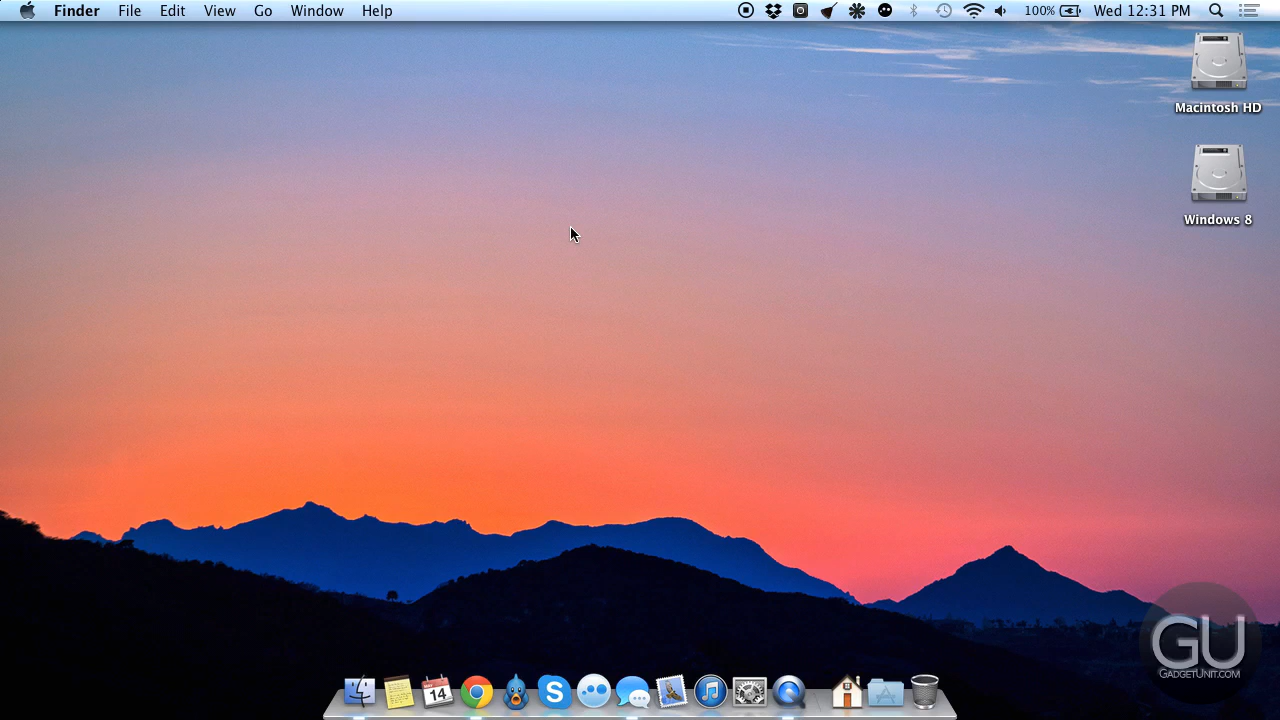 Finder File Edit View Go Window Help 100% Wed 12:31 PM
Macintosh HD
Windows 8
14
GU
GADGETUNIT.COM